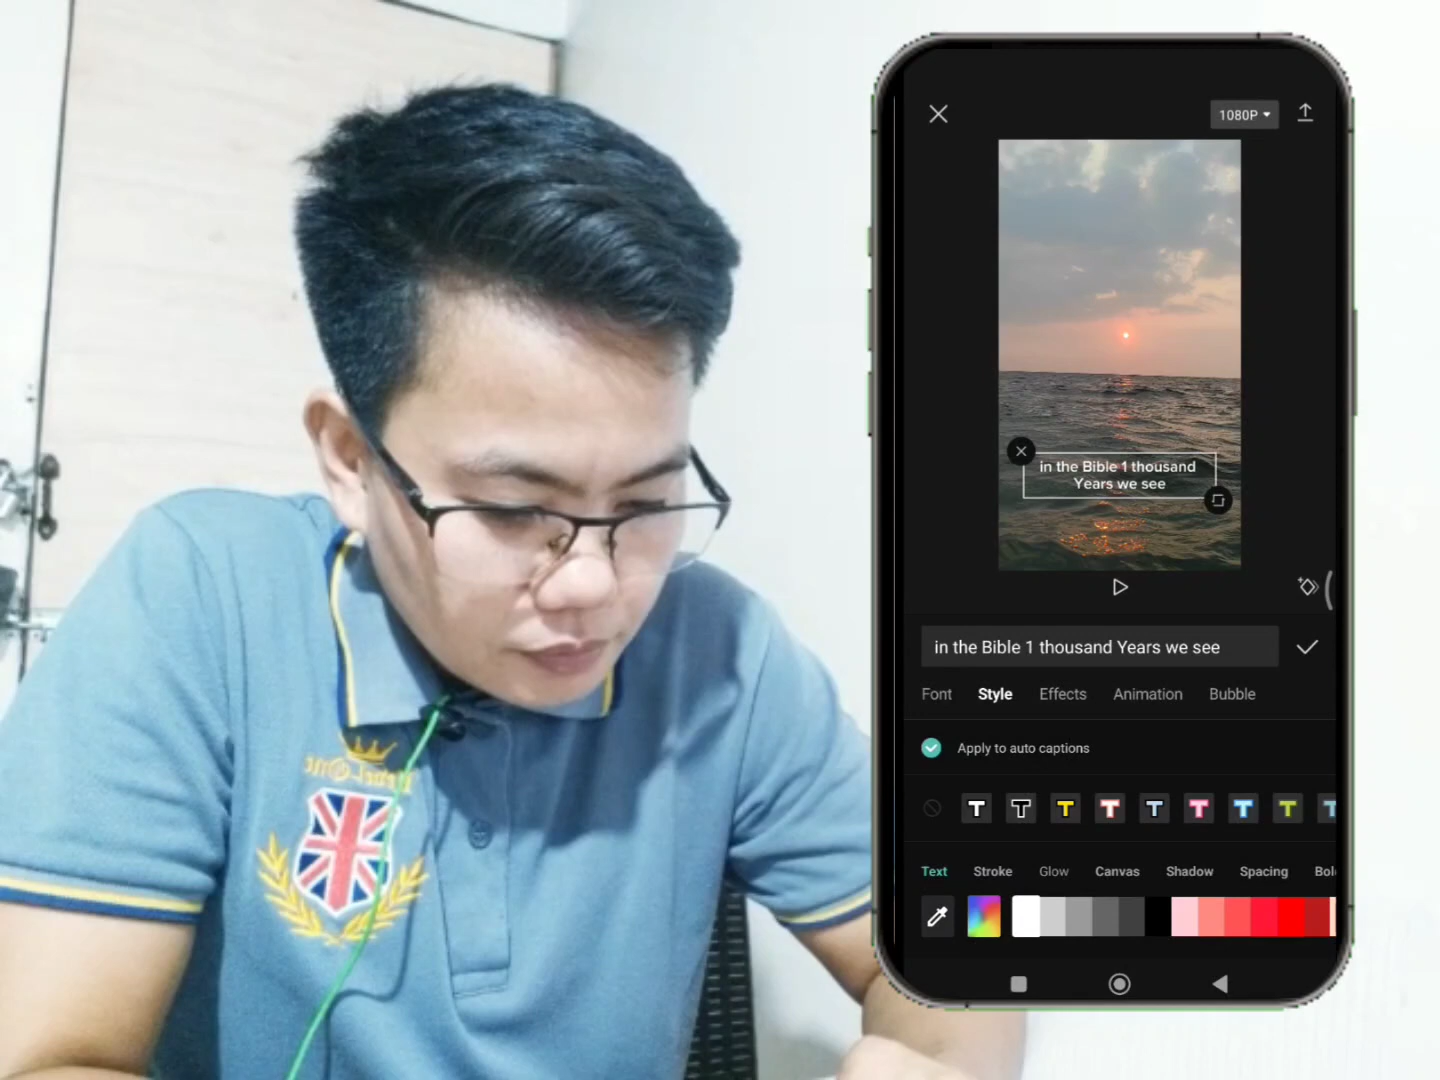 1080P
in the Bible 1 thousand
Years we see
in the Bible 1 thousand Years we see
Font Style Effects Animation Bubble
Apply to auto captions
T T T T T T T T T
Text Stroke Glow Canvas Shadow Spacing